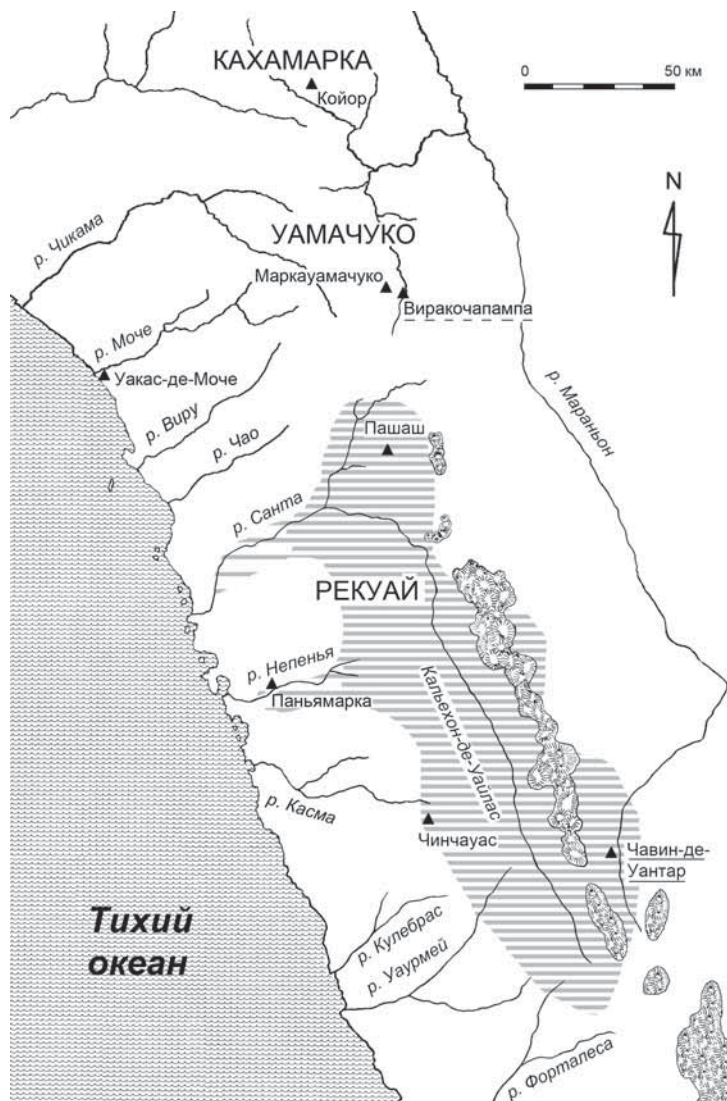 КАХАМАРКА
Койор
0 50 км
N
р. Чикама
УАМАЧУКО
Маркауамачуко
Виракочапампа
р. Моче
Уакас-де-Моче
р. Виру
р. Чао
р. Мараньон
Пашаш
р. Санта
РЕКУАЙ
р. Непенья
Паньямарка
Кальехон-де-Уайлас
р. Касма
Чинчауас
Чавин-де-
Уантар
Тихий
океан
р. Кулебрас
р. Уаурмей
р. Форталеса